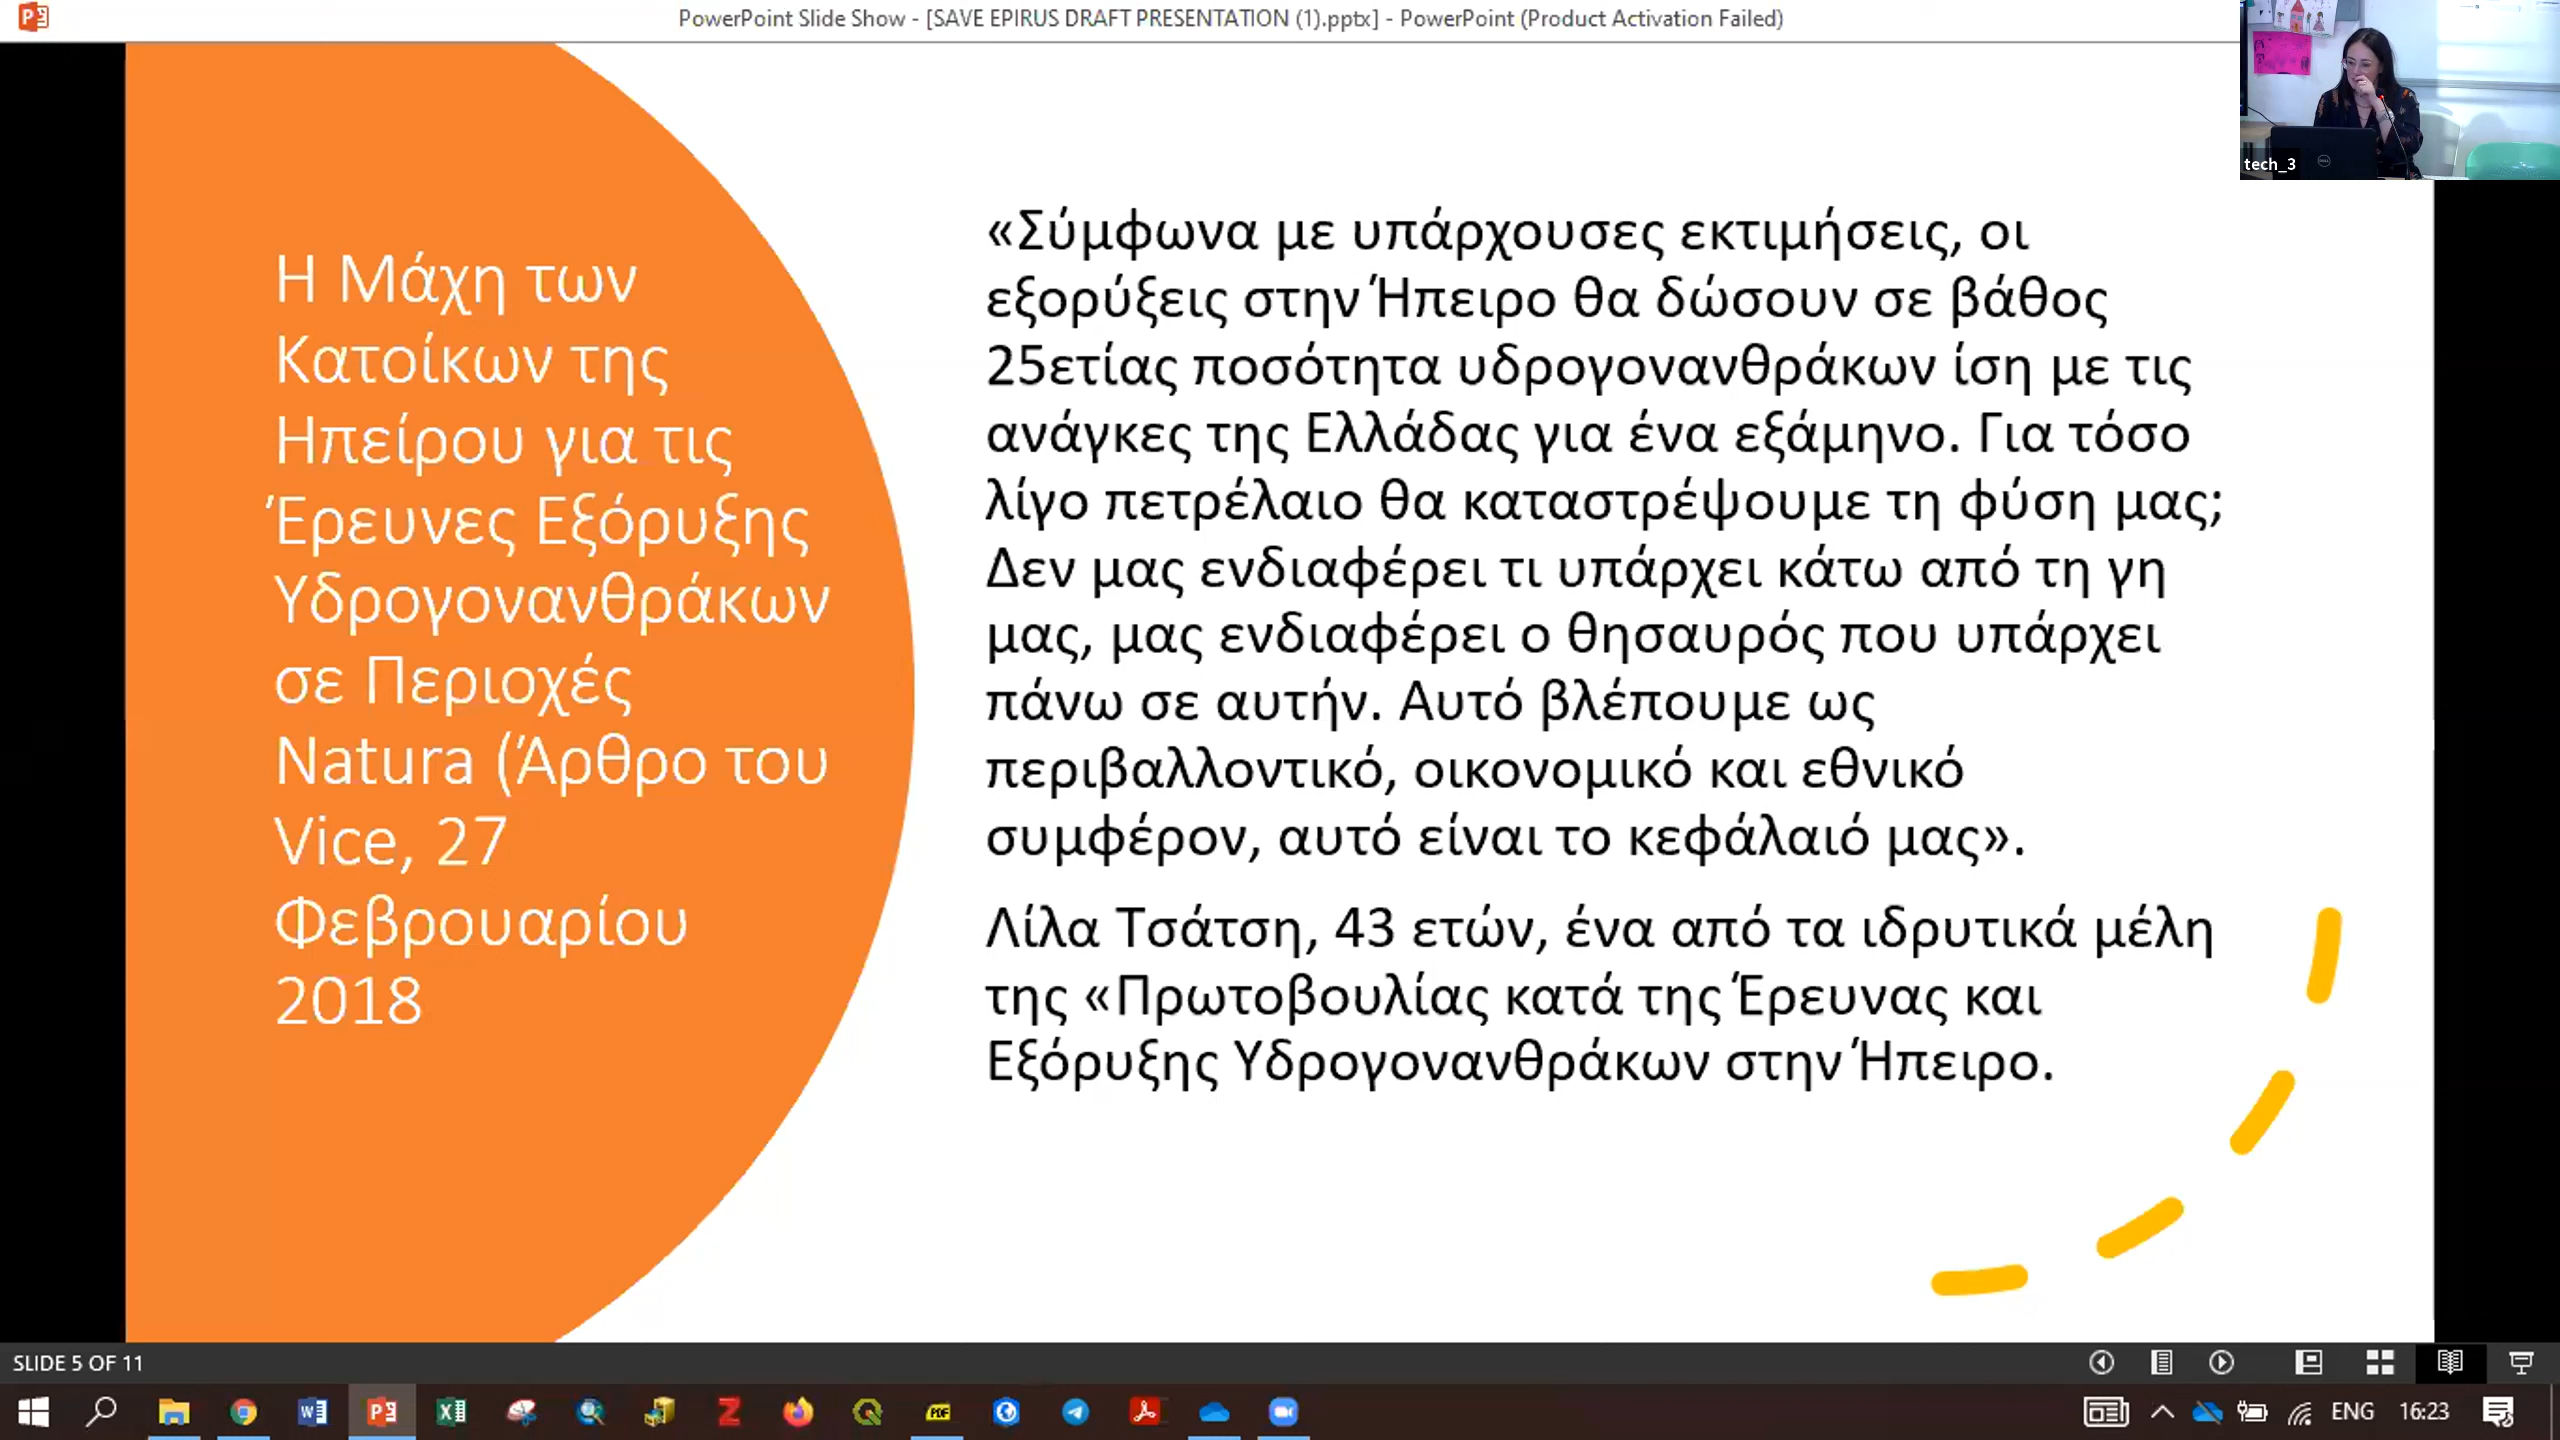 PowerPoint Slide Show - [SAVE EPIRUS DRAFT PRESENTATION (1).pptx] - PowerPoint (Product Activation Failed)
tech_3
Η Μάχη των
Κατοίκων της
Ηπείρου για τις
Έρευνες Εξόρυξης
Υδρογονανθράκων
σε Περιοχές
Natura (Άρθρο του
Vice, 27
Φεβρουαρίου
2018
«Σύμφωνα με υπάρχουσες εκτιμήσεις, οι
εξορύξεις στην Ήπειρο θα δώσουν σε βάθος
25ετίας ποσότητα υδρογονανθράκων ίση με τις
ανάγκες της Ελλάδας για ένα εξάμηνο. Για τόσο
λίγο πετρέλαιο θα καταστρέψουμε τη φύση μας;
Δεν μας ενδιαφέρει τι υπάρχει κάτω από τη γη
μας, μας ενδιαφέρει ο θησαυρός που υπάρχει
πάνω σε αυτήν. Αυτό βλέπουμε ως
περιβαλλοντικό, οικονομικό και εθνικό
συμφέρον, αυτό είναι το κεφάλαιό μας».
Λίλα Τσάτση, 43 ετών, ένα από τα ιδρυτικά μέλη
της «Πρωτοβουλίας κατά της Έρευνας και
Εξόρυξης Υδρογονανθράκων στην Ήπειρο.
SLIDE 5 OF 11
ENG 16:23